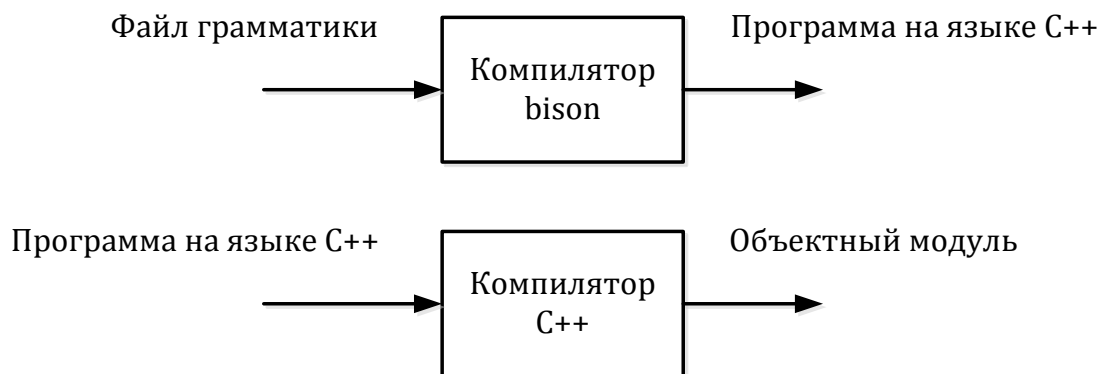 Файл грамматики
Программа на языке C++
Компилятор
bison
Программа на языке C++
Объектный модуль
Компилятор
C++